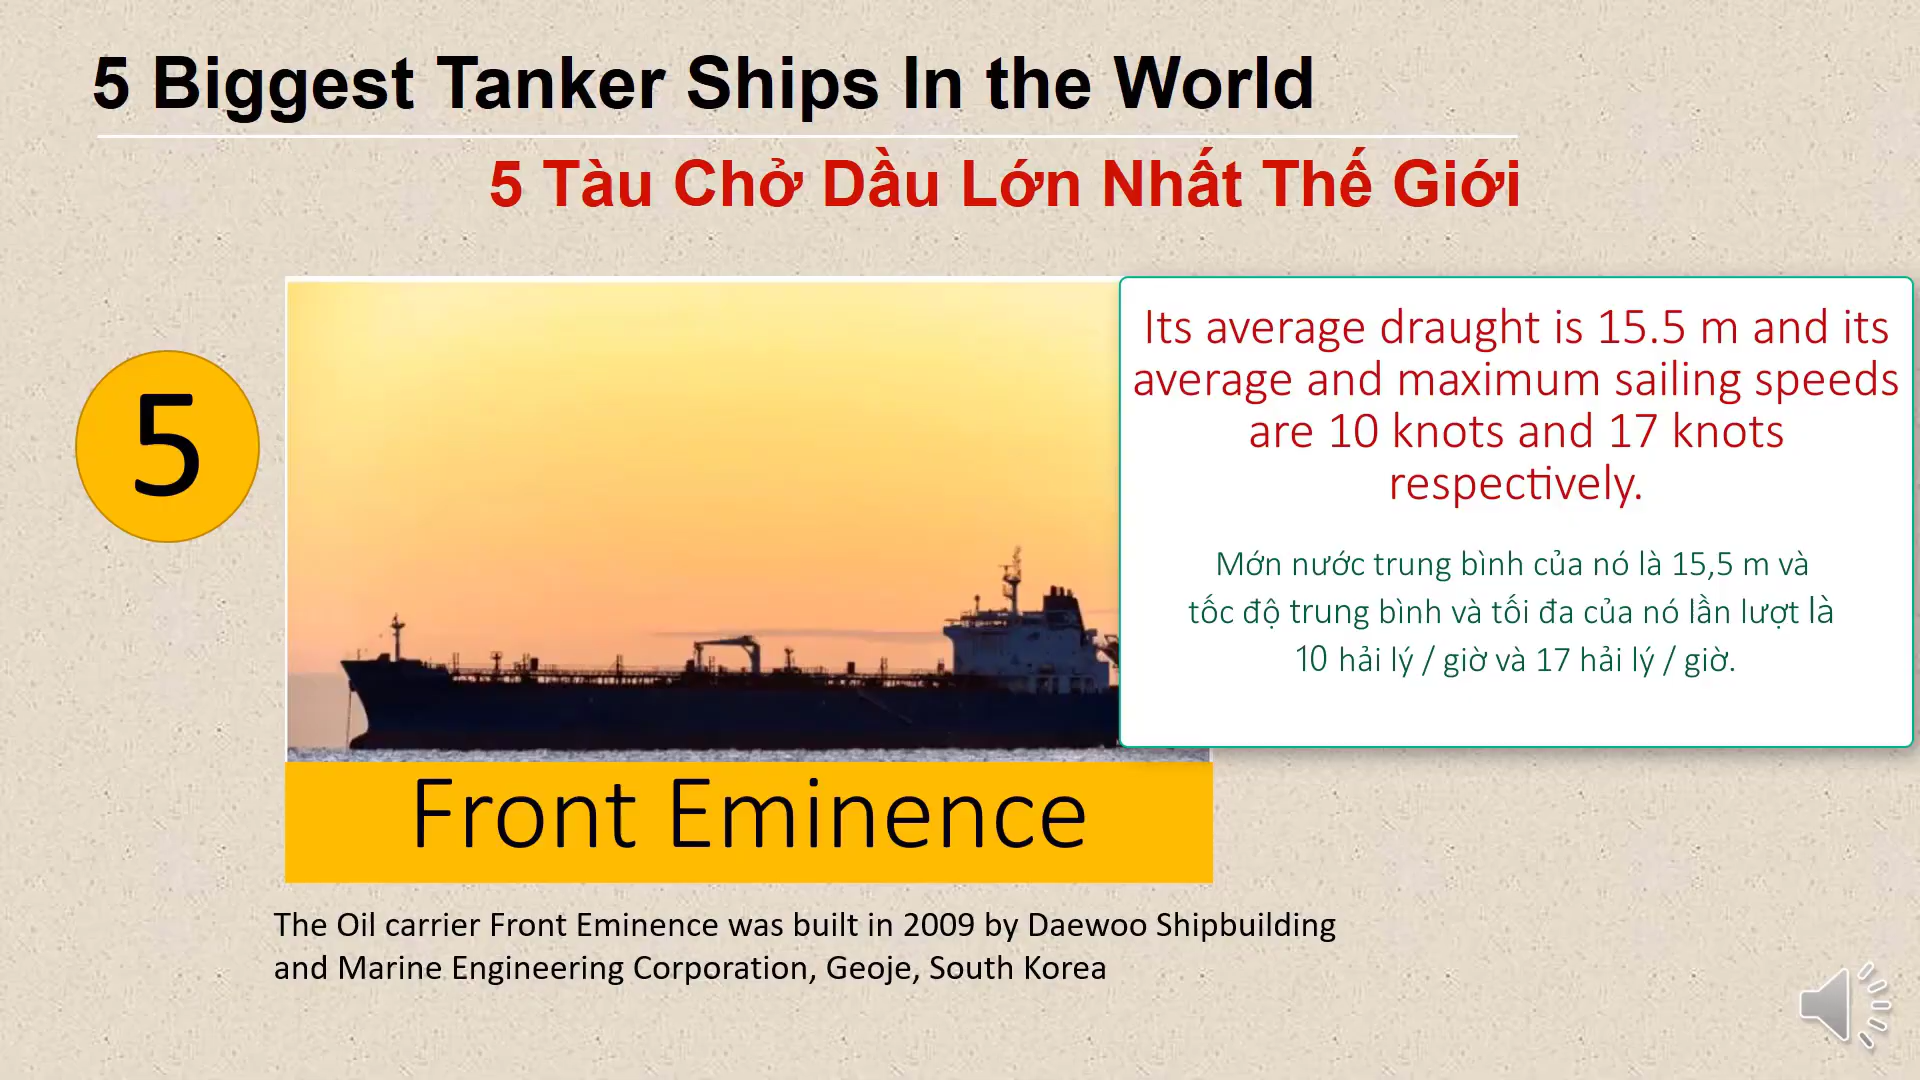 5 Biggest Tanker Ships In the World
5 Tàu Chở Dầu Lớn Nhất Thế Giới
5
Its average draught is 15.5 m and its
average and maximum sailing speeds
are 10 knots and 17 knots
respectively.
Mớn nước trung bình của nó là 15,5 m và
tốc độ trung bình và tối đa của nó lần lượt là
10 hải lý / giờ và 17 hải lý / giờ.
Front Eminence
The Oil carrier Front Eminence was built in 2009 by Daewoo Shipbuilding
and Marine Engineering Corporation, Geoje, South Korea